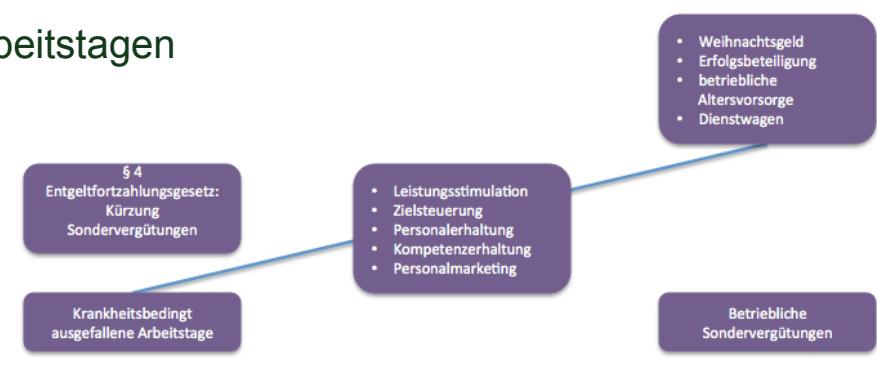 beitstagen
• Weihnachtsgeld
• Erfolgsbeteiligung
• betriebliche
Altersvorsorge
• Dienstwagen
§ 4
Entgeltfortzahlungsgesetz:
Kürzung
Sondervergütungen
• Leistungsstimulation
• Zielsteuerung
• Personalerhaltung
• Kompetenzerhaltung
• Personalmarketing
Krankheitsbedingt
ausgefallene Arbeitstage
Betriebliche
Sondervergütungen